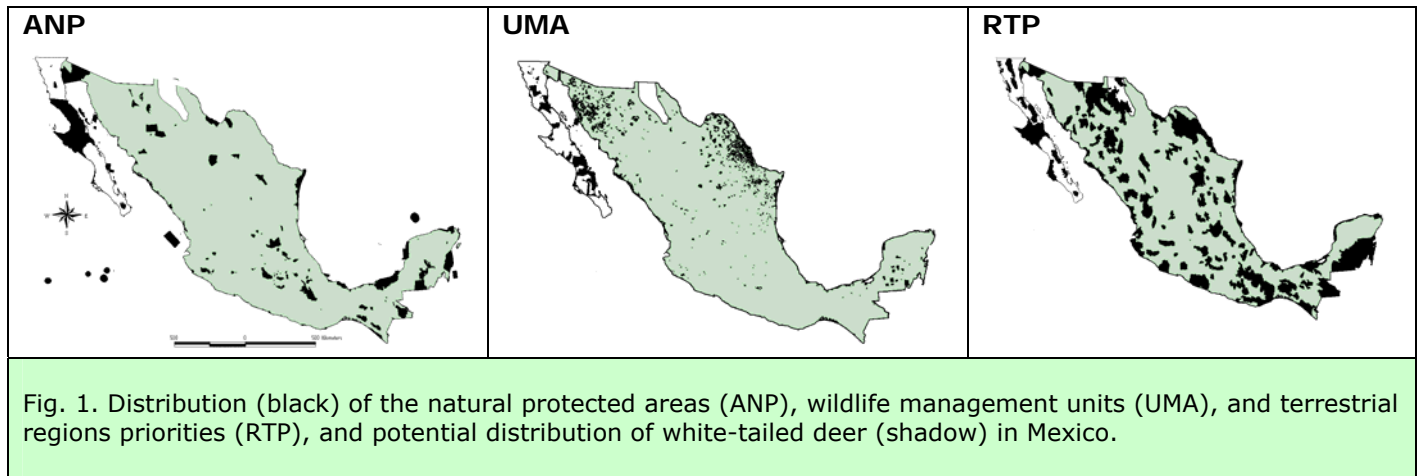 ANP
UMA
RTP
N
W
E
S
0
Fig. 1. Distribution (black) of the natural protected areas (ANP), wildlife management units (UMA), and terrestrial
regions priorities (RTP), and potential distribution of white-tailed deer (shadow) in Mexico.